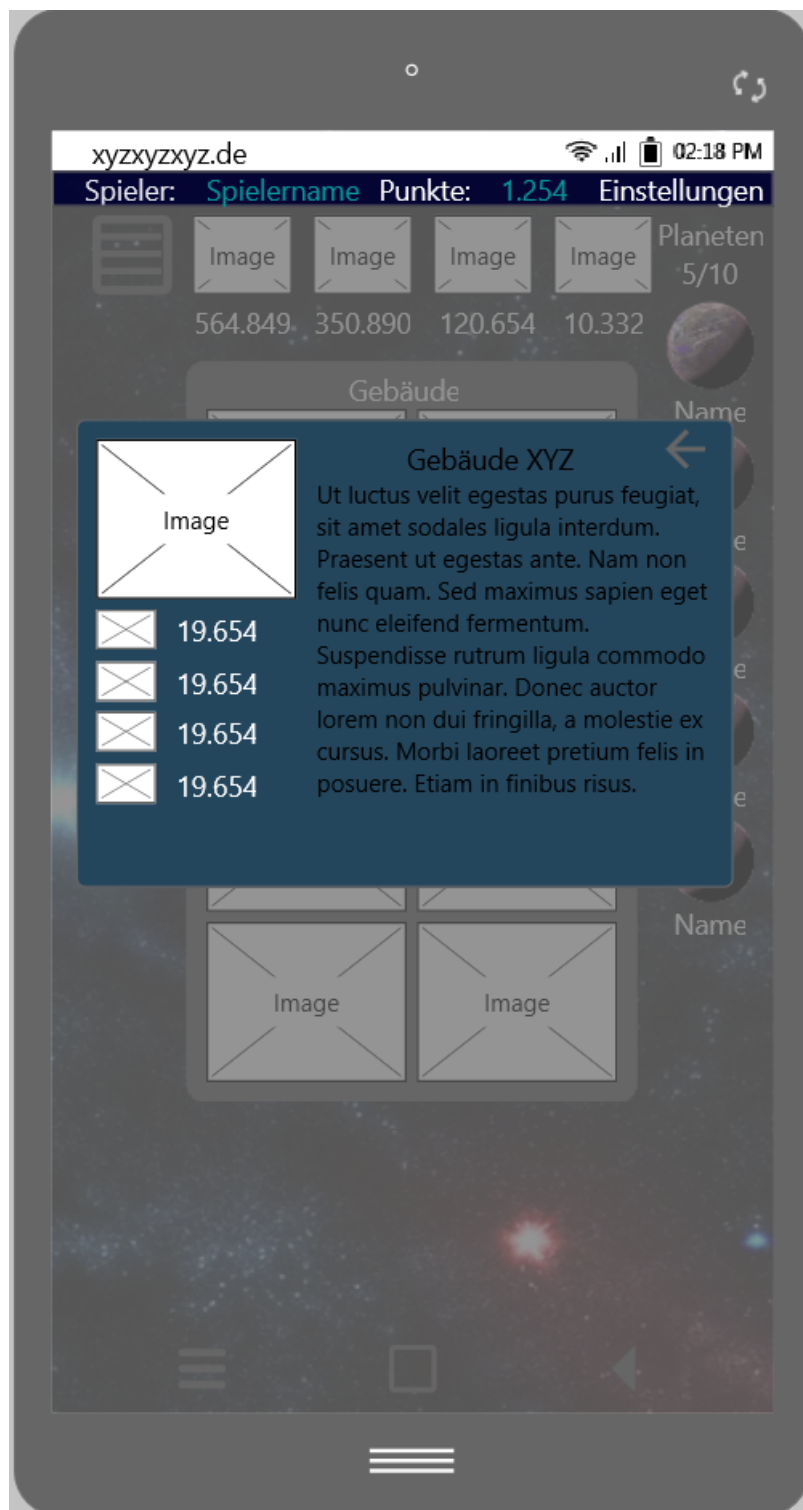 xyzxyzxyz.de 02:18 PM
Spieler: Spielername Punkte: 1.254 Einstellungen
Image Image Image Image Planeten
5/10
564.849 350.890 120.654 10.332
Gebäude
Name
Image
Gebäude XYZ
Ut luctus velit egestas purus feugiat,
sit amet sodales ligula interdum.
Praesent ut egestas ante. Nam non
felis quam. Sed maximus sapien eget
nunc eleifend fermentum.
Suspendisse rutrum ligula commodo
maximus pulvinar. Donec auctor
lorem non dui fringilla, a molestie ex
cursus. Morbi laoreet pretium felis in
posuere. Etiam in finibus risus.
19.654
19.654
19.654
19.654
e
e
e
e
Name
Image Image